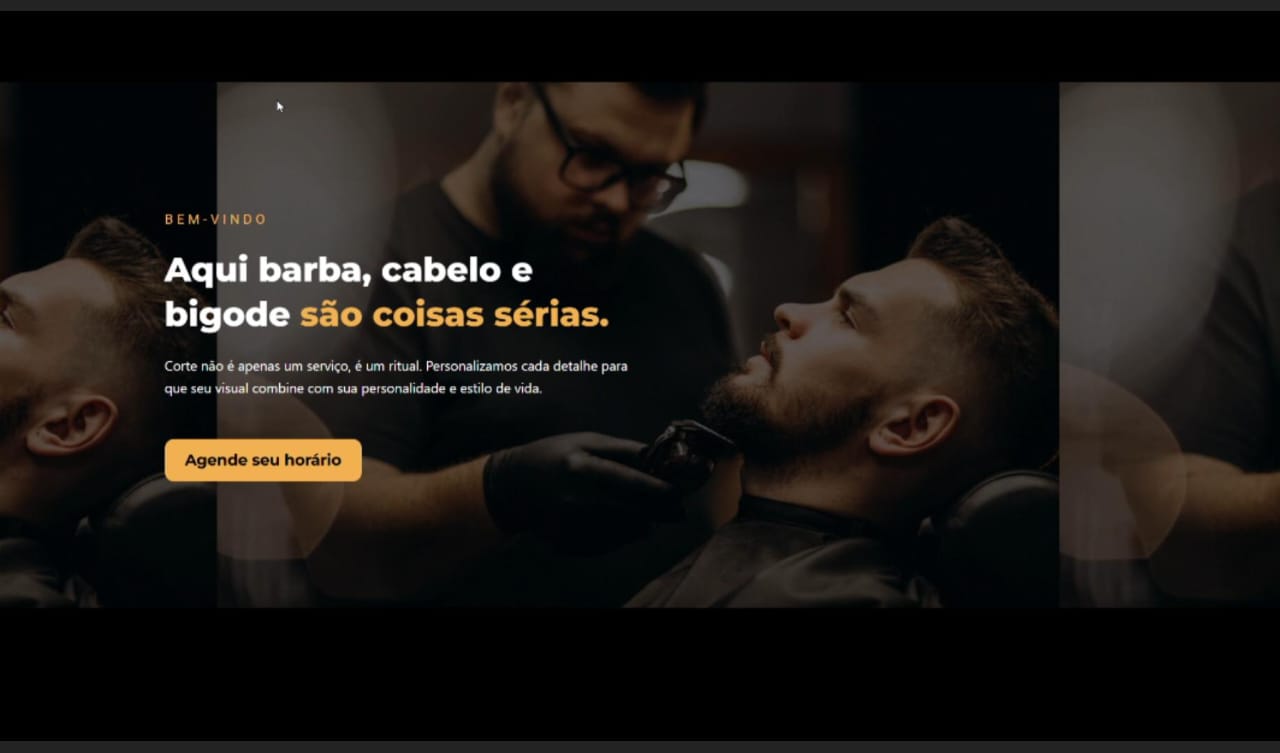 BEM-VINDO
Aqui barba, cabelo e
bigode são coisas sérias.
Corte não é apenas um serviço, é um ritual. Personalizamos cada detalhe para
que seu visual combine com sua personalidade e estilo de vida.
Agende seu horário